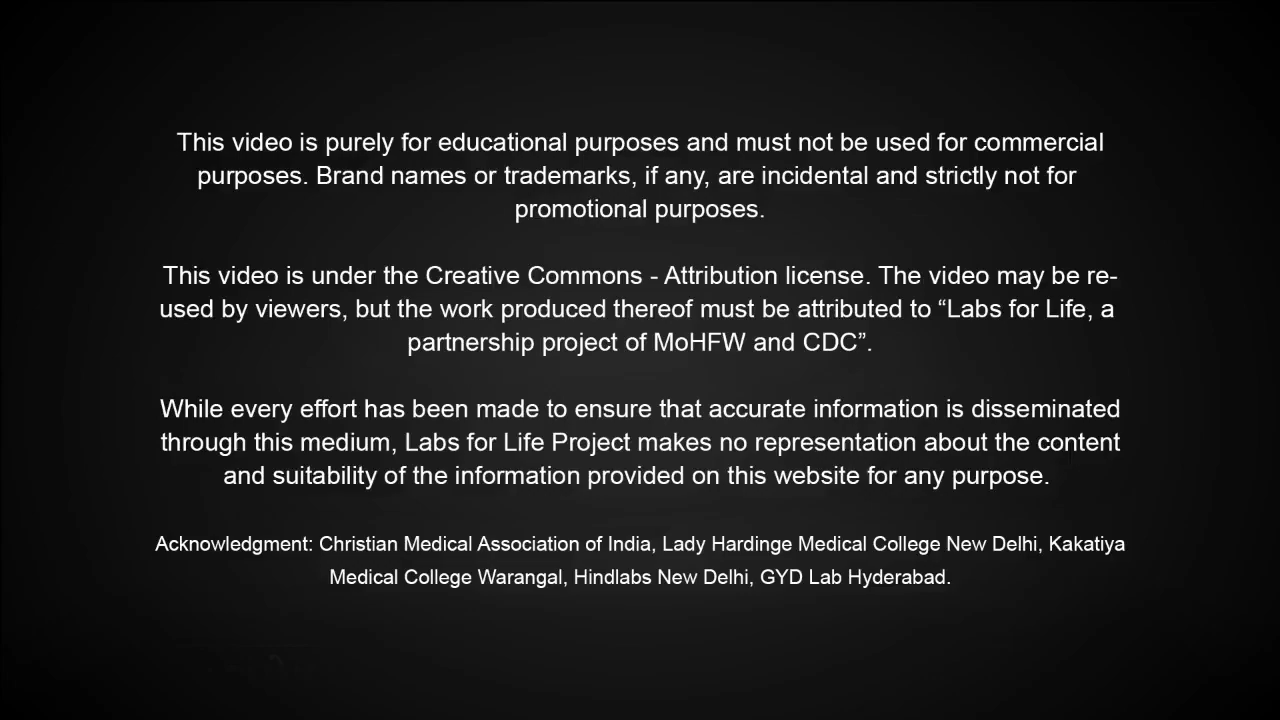 This video is purely for educational purposes and must not be used for commercial
purposes. Brand names or trademarks, if any, are incidental and strictly not for
promotional purposes.
This video is under the Creative Commons - Attribution license. The video may be re-
used by viewers, but the work produced thereof must be attributed to “Labs for Life, a
partnership project of MoHFW and CDC”.
While every effort has been made to ensure that accurate information is disseminated
through this medium, Labs for Life Project makes no representation about the content
and suitability of the information provided on this website for any purpose.
Acknowledgment: Christian Medical Association of India, Lady Hardinge Medical College New Delhi, Kakatiya
Medical College Warangal, Hindlabs New Delhi, GYD Lab Hyderabad.